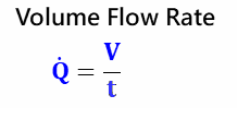 Volume Flow Rate
Q̇ = V/t